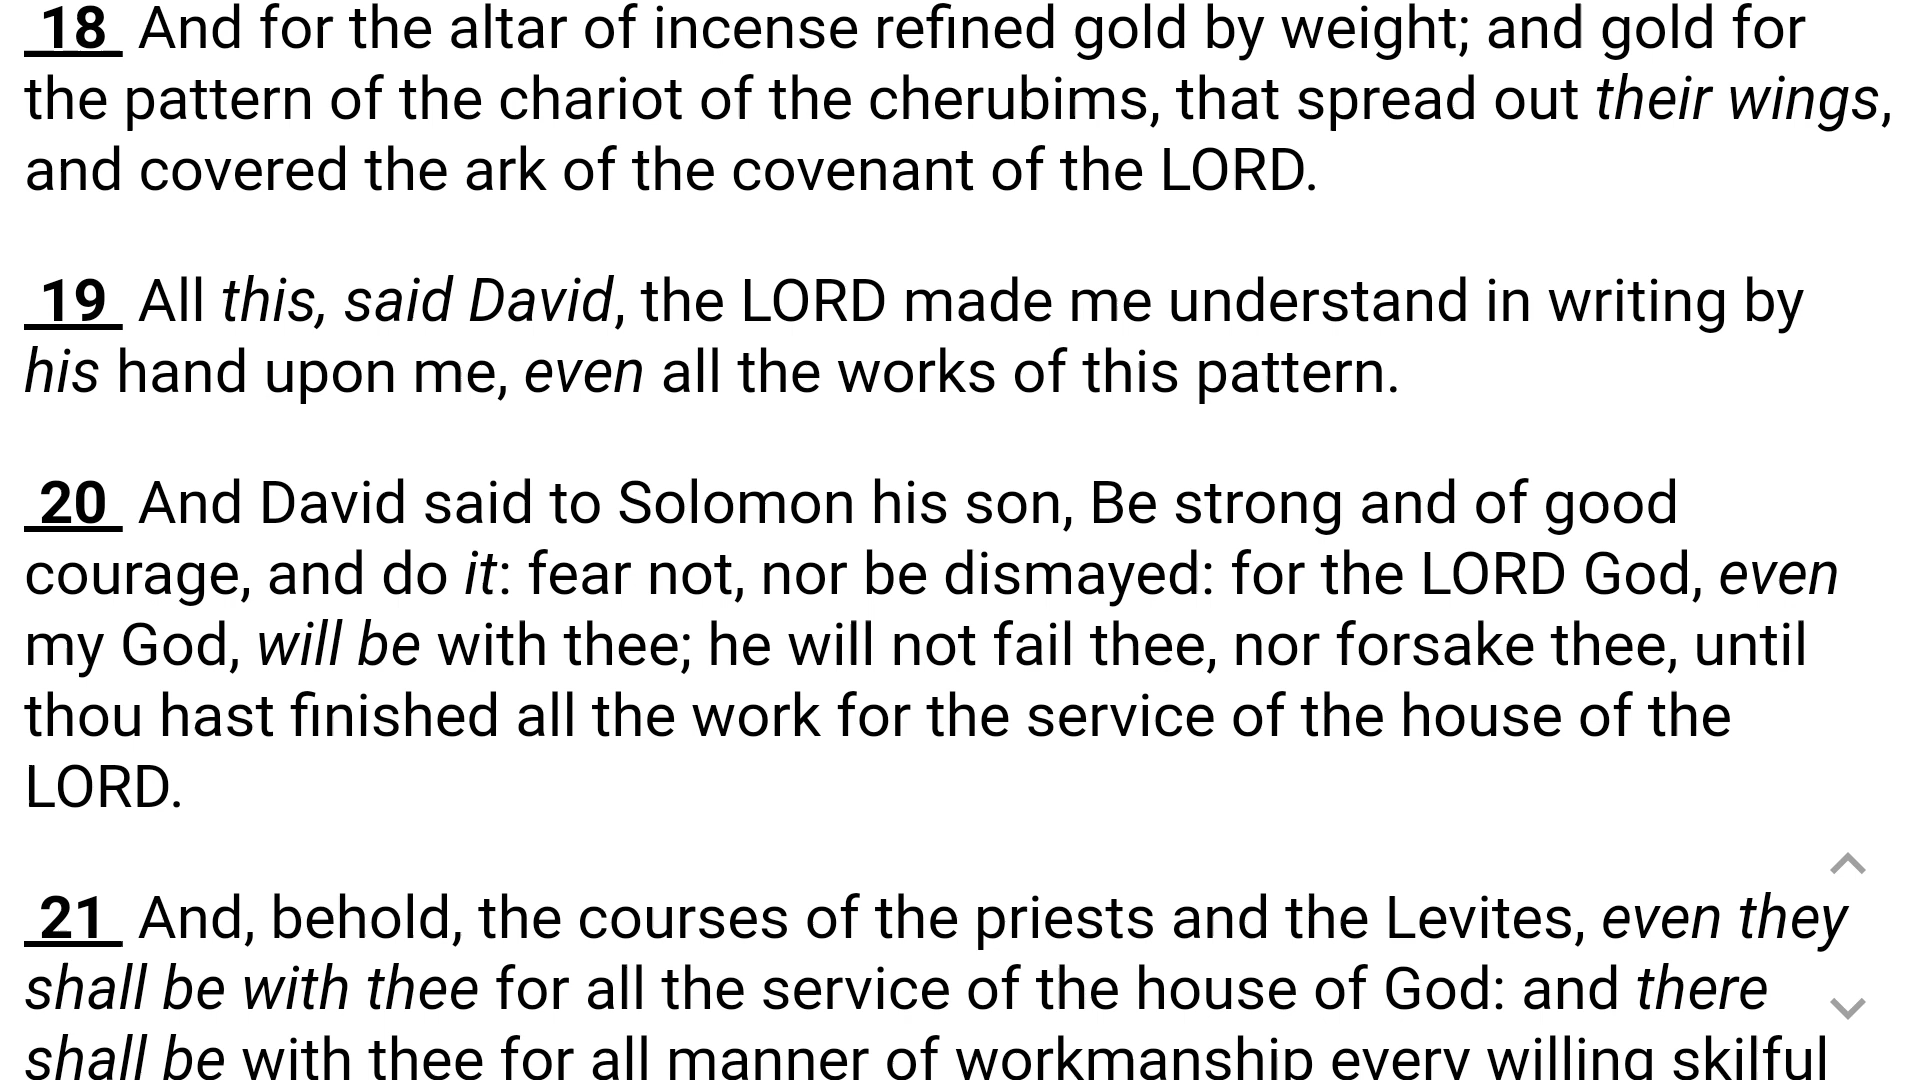 18 And for the altar of incense refined gold by weight; and gold for
the pattern of the chariot of the cherubims, that spread out their wings,
and covered the ark of the covenant of the LORD.
19 All this, said David, the LORD made me understand in writing by
his hand upon me, even all the works of this pattern.
20 And David said to Solomon his son, Be strong and of good
courage, and do it: fear not, nor be dismayed: for the LORD God, even
my God, will be with thee; he will not fail thee, nor forsake thee, until
thou hast finished all the work for the service of the house of the
LORD.
21 And, behold, the courses of the priests and the Levites, even they
shall be with thee for all the service of the house of God: and there
shall be with thee for all manner of workmanship every willing skilful